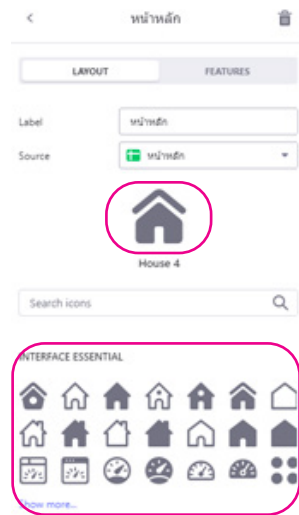 หน้าหลัก
LAYOUT FEATURES
Label หน้าหลัก
Source หน้าหลัก
House 4
Search icons
INTERFACE ESSENTIAL
Show more...